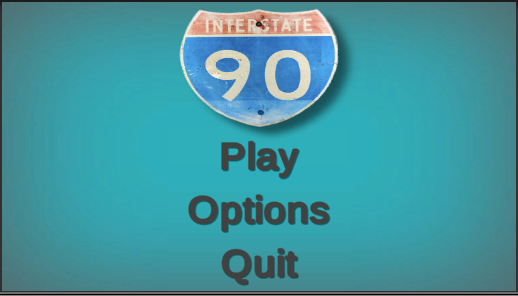 INTERSTATE
90
Play
Options
Quit